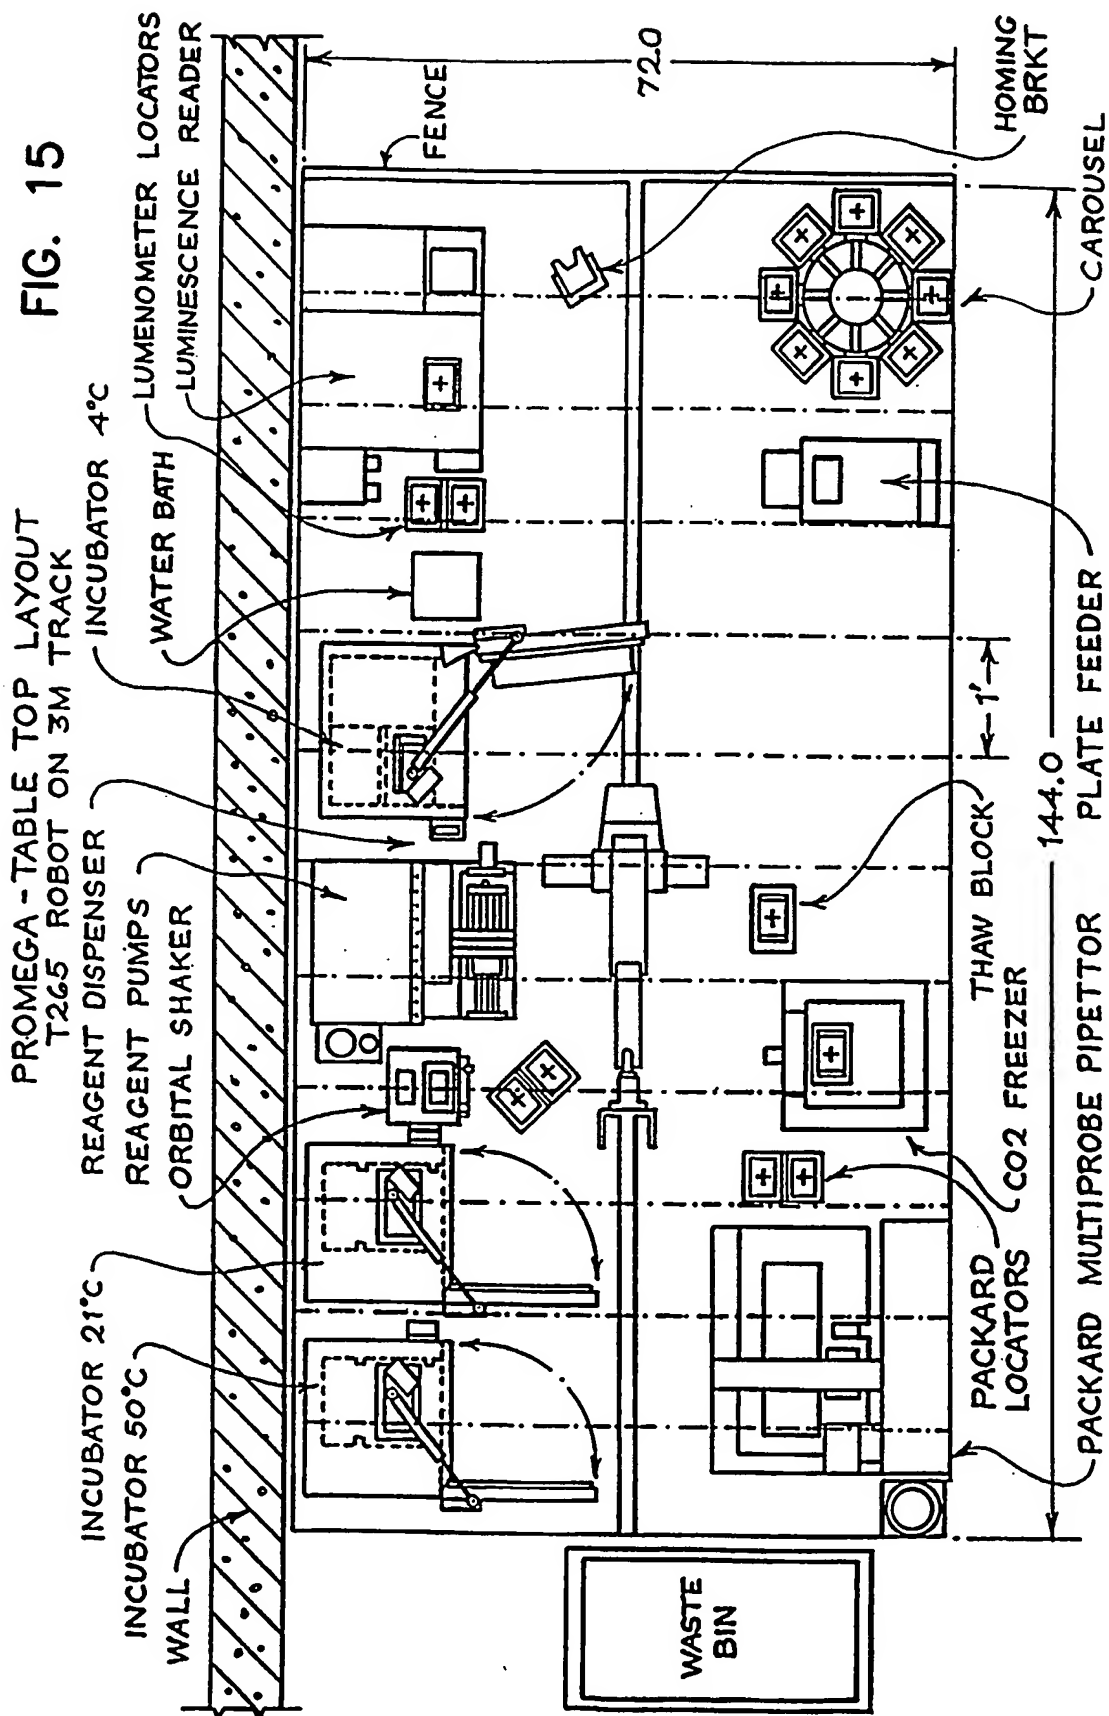 FIG. 15
PROMEGA-TABLE TOP LAYOUT
T265 ROBOT ON 3M TRACK
INCUBATOR 21°C
INCUBATOR 50°C
WALL
REAGENT DISPENSER
REAGENT PUMPS
ORBITAL SHAKER
INCUBATOR 4°C
WATER BATH
LUMENOMETER LOCATORS
LUMINESCENCE READER
FENCE
72.0
HOMING
BRKT
WASTE
BIN
1'
144.0
PACKARD
LOCATORS
CO2 FREEZER
THAW BLOCK
PACKARD MULTIPROBE PIPETTOR
PLATE FEEDER
CAROUSEL